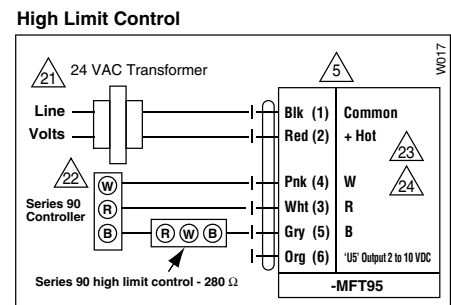 High Limit Control
W017
21 24 VAC Transformer 5
Line Blk (1) Common
Volts Red (2) + Hot
23
22 W Pnk (4) W 24
Series 90 Controller R Wht (3) R
B R W B Gry (5) B
Org (6) 'U5' Output 2 to 10 VDC
Series 90 high limit control - 280 Ω -MFT95